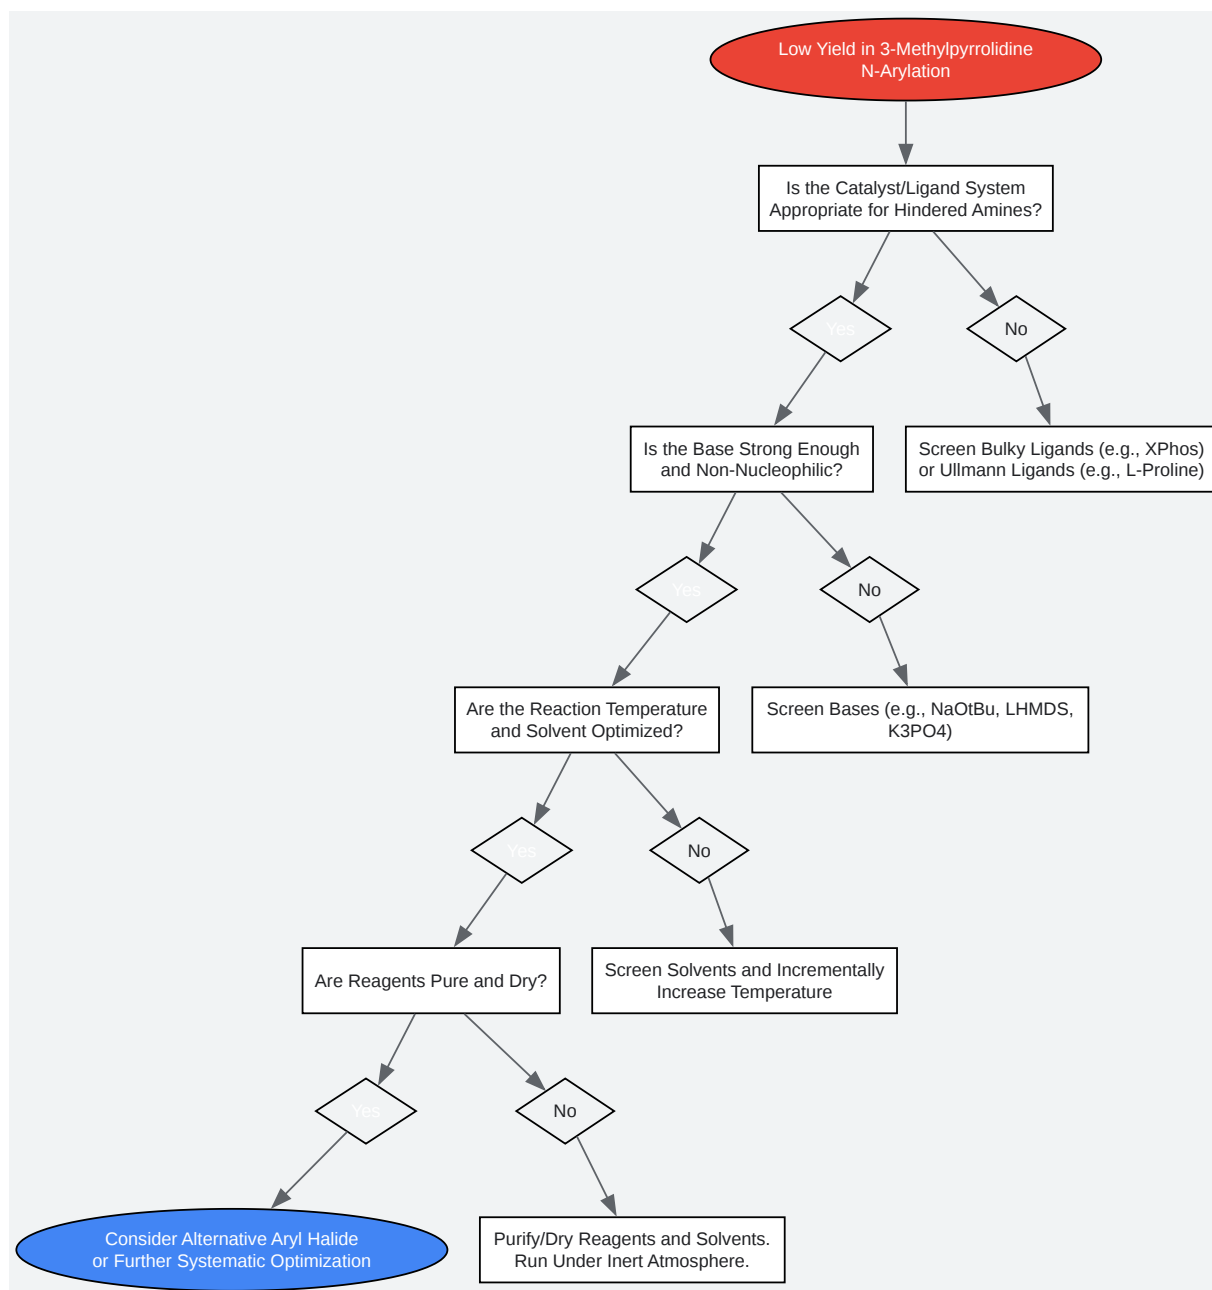 Low Yield in 3-Methylpyrrolidine
N-Arylation
Is the Catalyst/Ligand System
Appropriate for Hindered Amines?
Yes
No
Is the Base Strong Enough
and Non-Nucleophilic?
Screen Bulky Ligands (e.g., XPhos)
or Ullmann Ligands (e.g., L-Proline)
Yes
No
Are the Reaction Temperature
and Solvent Optimized?
Screen Bases (e.g., NaOtBu, LHMDS,
K3PO4)
Yes
No
Are Reagents Pure and Dry?
Screen Solvents and Incrementally
Increase Temperature
Yes
No
Consider Alternative Aryl Halide
or Further Systematic Optimization
Purify/Dry Reagents and Solvents.
Run Under Inert Atmosphere.